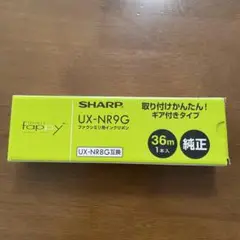 fappy
SHARP
UX-NR9G
ファクシミリ用インクリボン
UX-NR8G互換
取り付けかんたん!
ギア付きタイプ
36m
1本入
純正